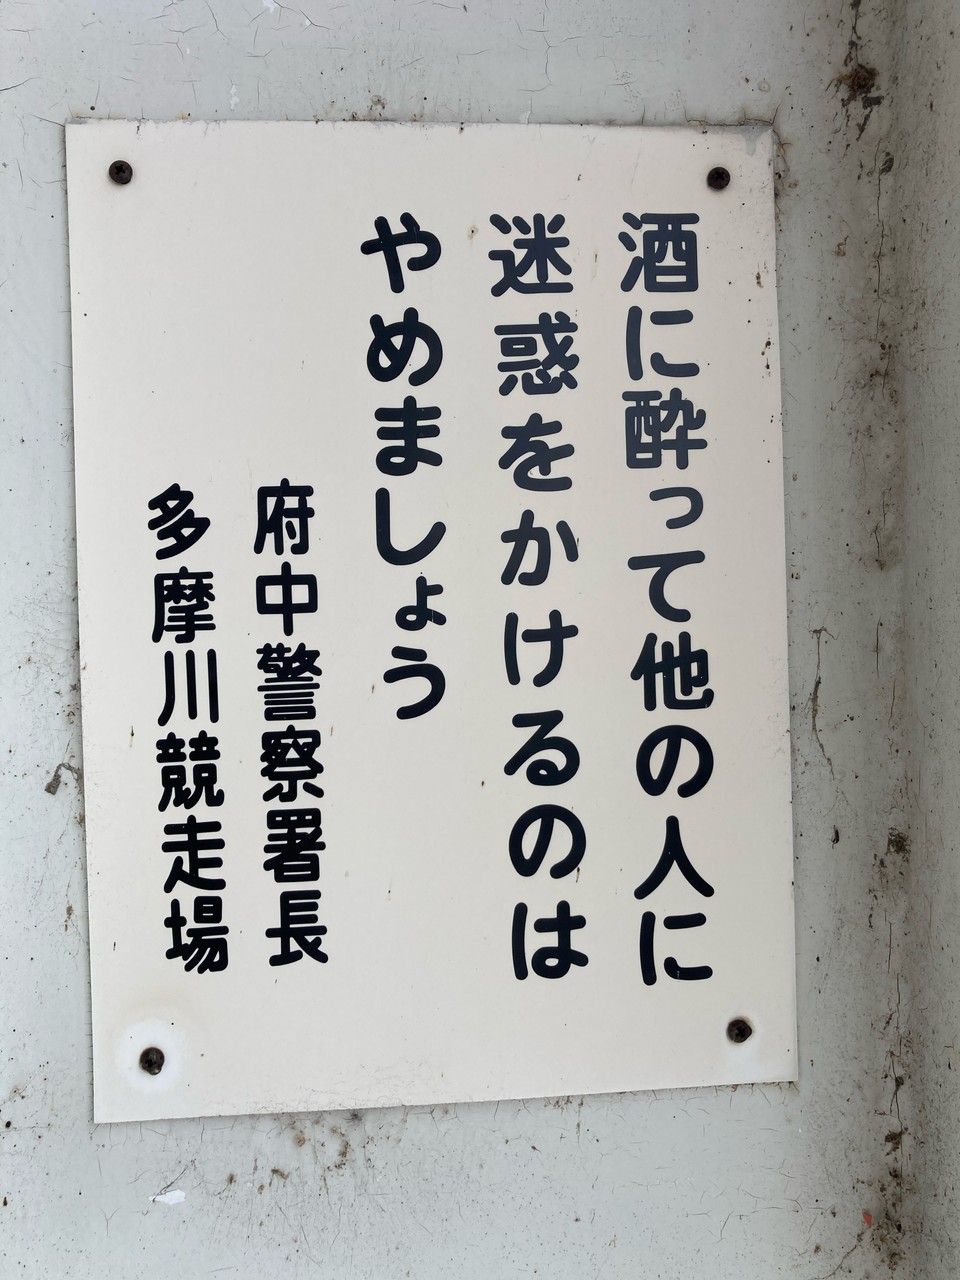 酒に酔って他の人に
迷惑をかけるのは
やめましょう
府中警察署長
多摩川競走場